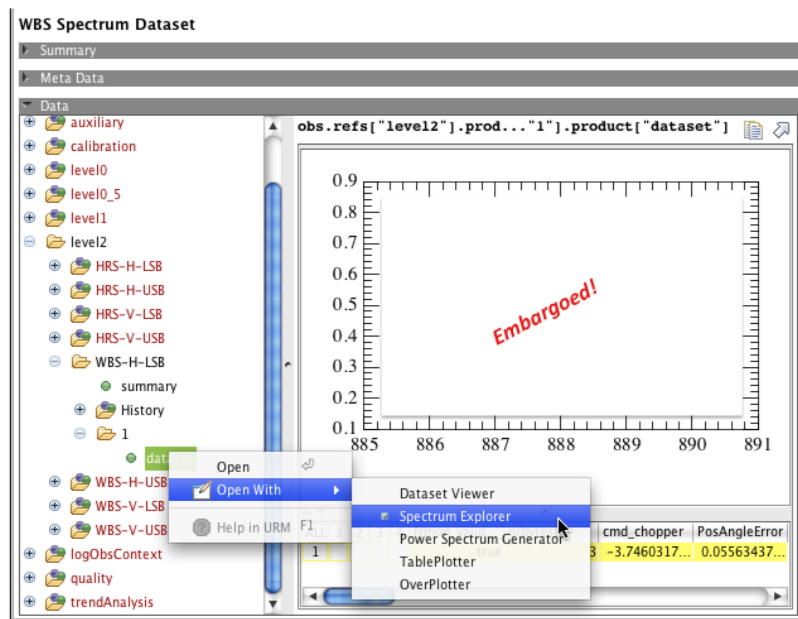 WBS Spectrum Dataset
Summary
Meta Data
Data
auxiliary
calibration
level0
level0_5
level1
level2
HRS-H-LSB
HRS-H-USB
HRS-V-LSB
HRS-V-USB
WBS-H-LSB
summary
History
1
WBS-H-USB
WBS-V-LSB
WBS-V-USB
logObsContext
quality
trendAnalysis
obs.refs["level2"].prod..."1"].product["dataset"]
0.9
0.8
0.7
0.6
0.5
0.4
0.3
0.2
0.1
885 886 887 888 889 890 891
Embargoed!
Open
Open With
Help in URM F1
Dataset Viewer
Spectrum Explorer
Power Spectrum Generator
TablePlotter
OverPlotter
ALL 1 2 3 cmd_chopper PosAngleError
1 true 3 -3.7460317... 0.05563437...